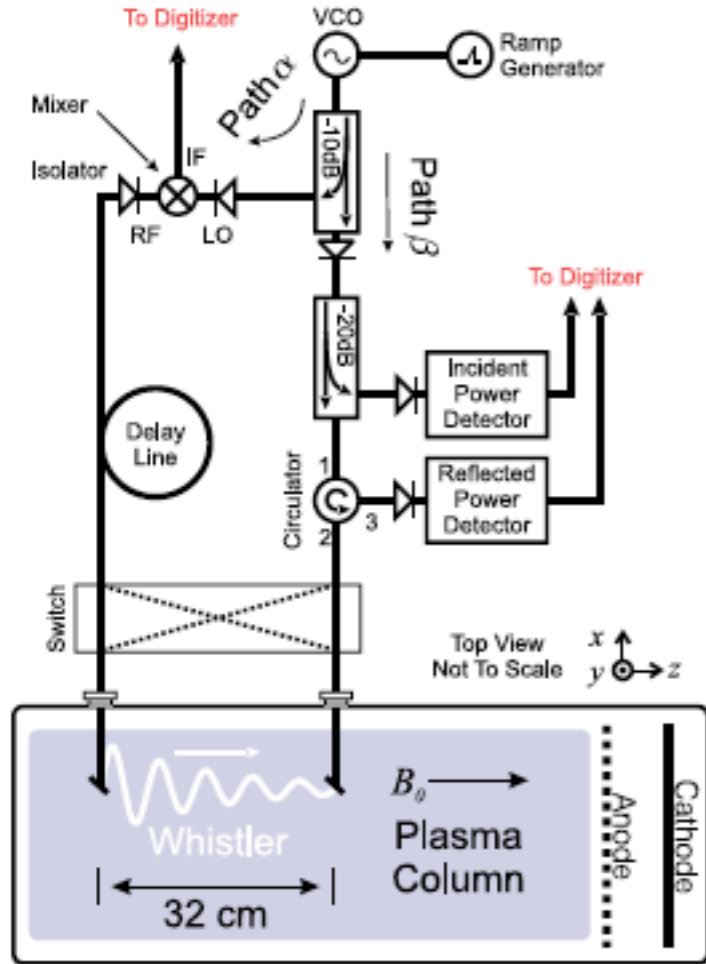 To Digitizer
VCO
Ramp
Generator
Path α
Mixer
IF
-10dB
Isolator
RF
LO
Path β
To Digitizer
-20dB
Incident
Power
Detector
Delay
Line
Circulator
1
2
3
Reflected
Power
Detector
Switch
Top View
Not To Scale
x
y
z
B₀
Whistler
Plasma
Column
32 cm
Anode
Cathode